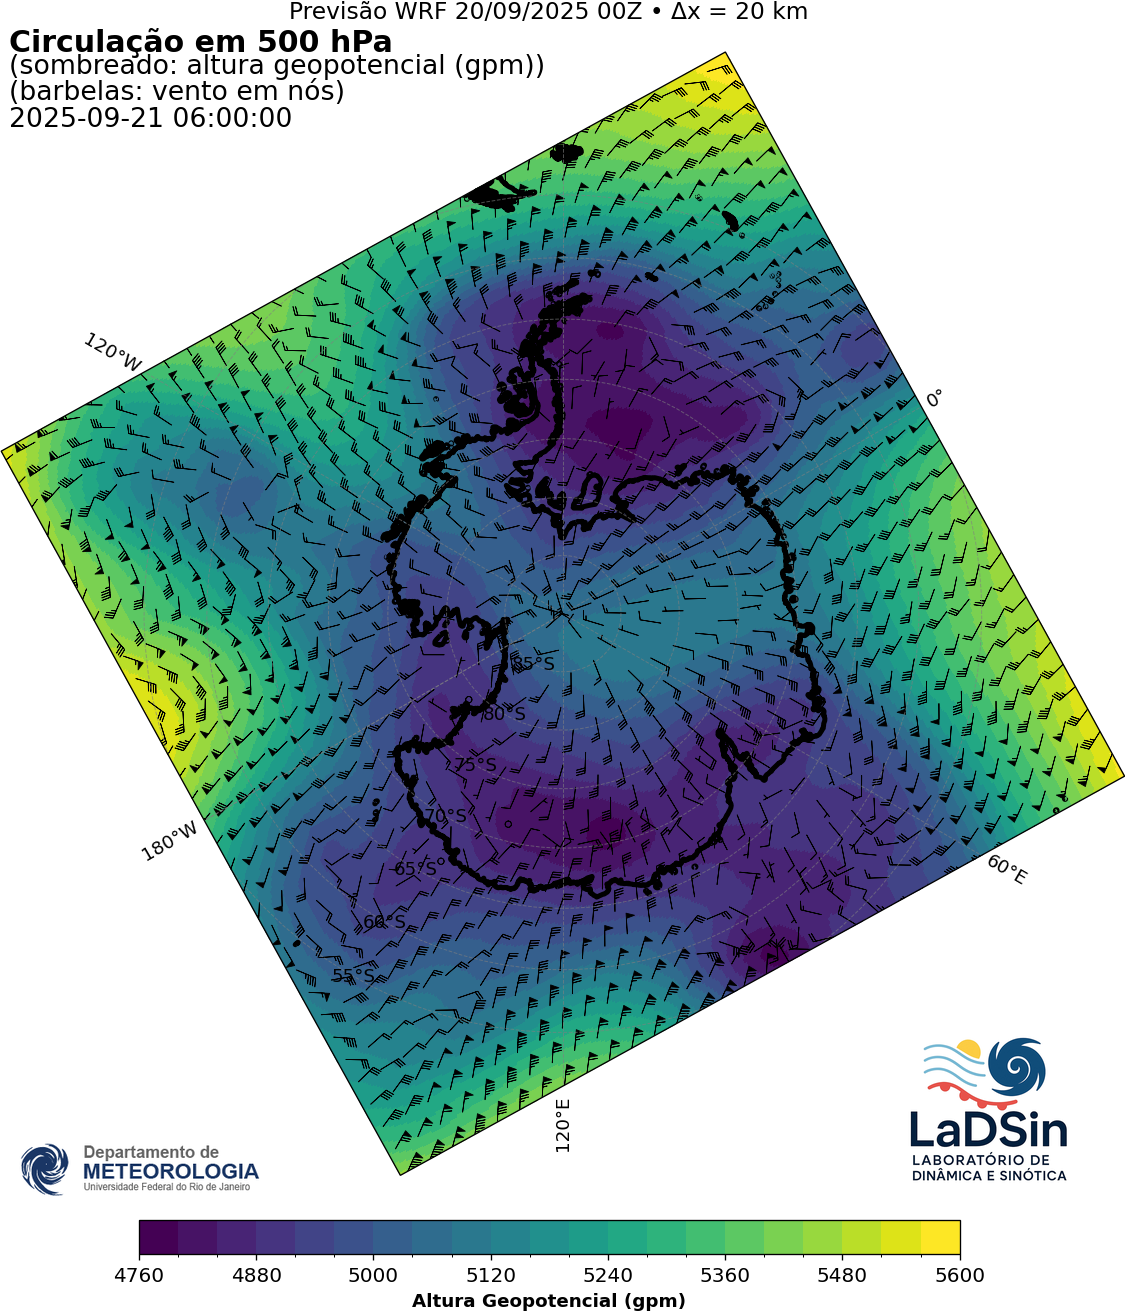 Previsão WRF 20/09/2025 00Z • Δx = 20 km
Circulação em 500 hPa
(sombreado: altura geopotencial (gpm))
(barbelas: vento em nós)
2025-09-21 06:00:00
120°W
0°
85°S
80°S
75°S
70°S
65°S
180°W
60°E
60°S
55°S
120°E
LaDSin
LABORATÓRIO DE
DINÂMICA E SINÓTICA
Departamento de
METEOROLOGIA
Universidade Federal do Rio de Janeiro
4760 4880 5000 5120 5240 5360 5480 5600
Altura Geopotencial (gpm)